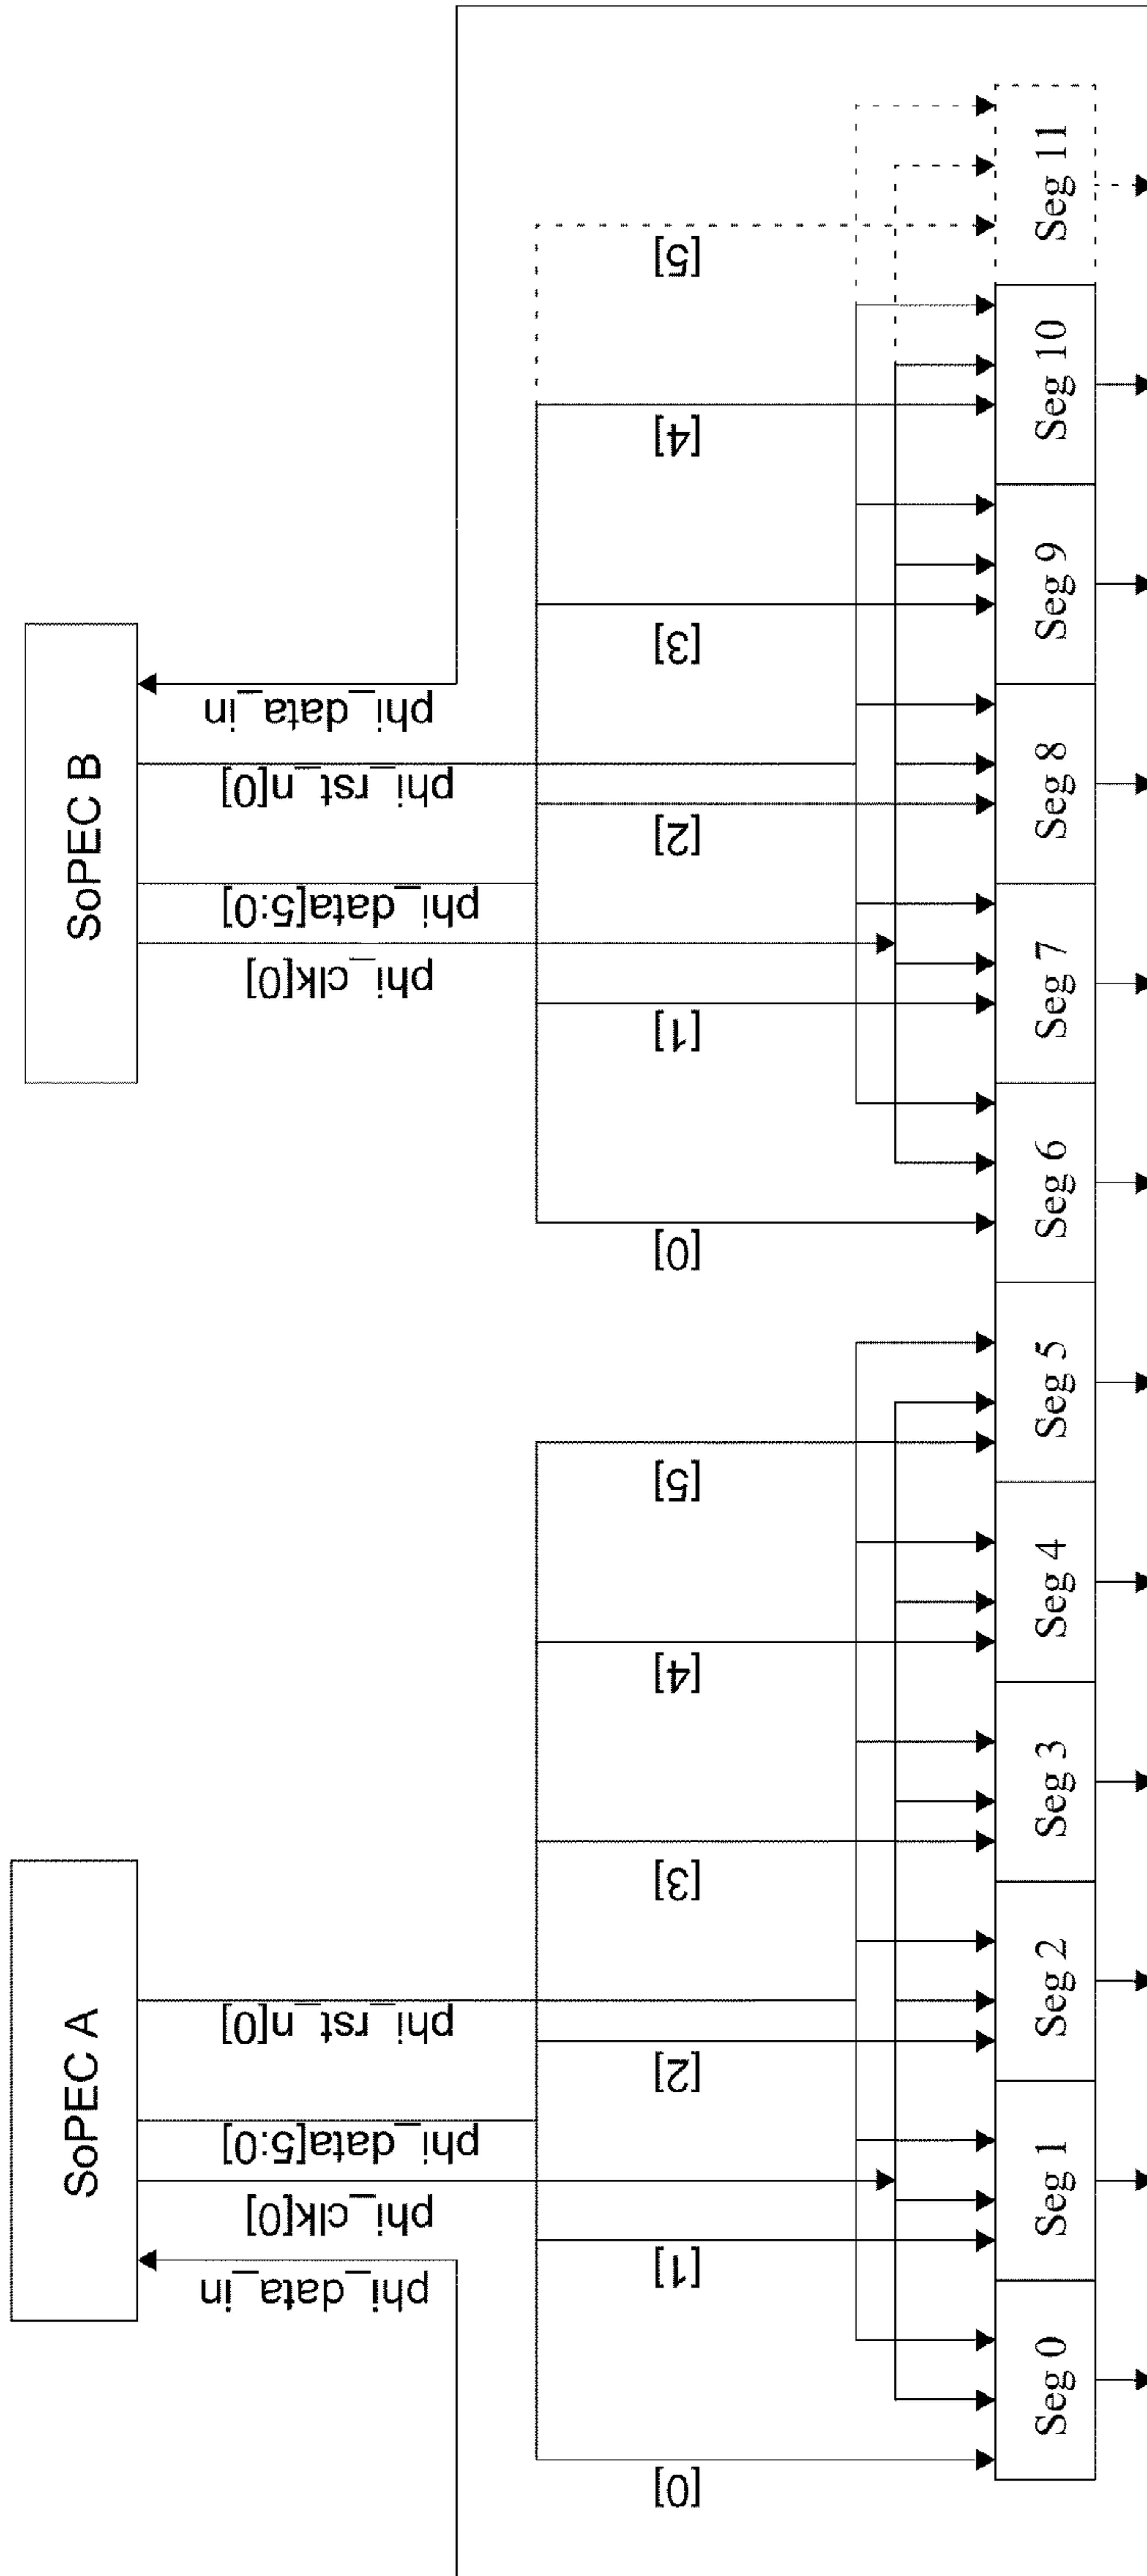 SoPEC A
SoPEC B
phi_data_in
phi_clk[0]
phi_data[5:0]
phi_rst_n[0]
phi_clk[0]
phi_data[5:0]
phi_rst_n[0]
phi_data_in
[0]
[1]
[2]
[3]
[4]
[5]
[0]
[1]
[2]
[3]
[4]
[5]
Seg 0
Seg 1
Seg 2
Seg 3
Seg 4
Seg 5
Seg 6
Seg 7
Seg 8
Seg 9
Seg 10
Seg 11